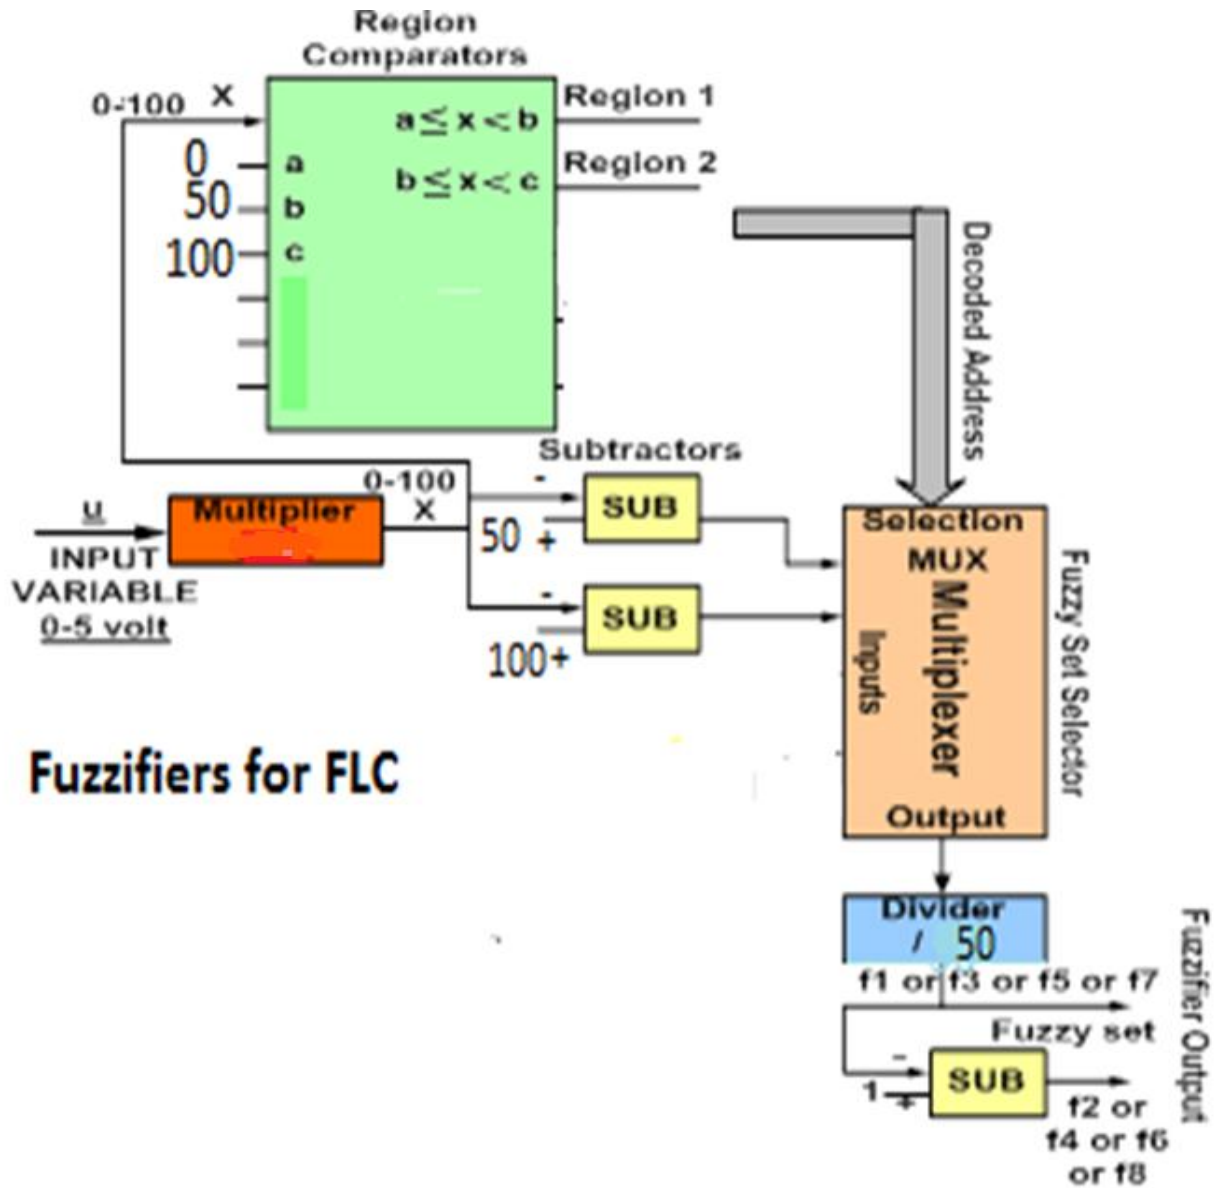 Region
Comparators
0-100 X
a ≤ x < b
Region 1
0
a
b ≤ x < c
Region 2
50
b
100
c
Decoded Address
Subtractors
0-100
X
-
SUB
50 +
u
Multiplier
INPUT
VARIABLE
0-5 volt
-
SUB
100+
Selection
MUX
Multiplexer
Inputs
Output
Fuzzy Set Selector
Fuzzifiers for FLC
Divider
/ 50
f1 or f3 or f5 or f7
Fuzzy set
-
SUB
1
+
f2 or
f4 or f6
or f8
Fuzzifier Output